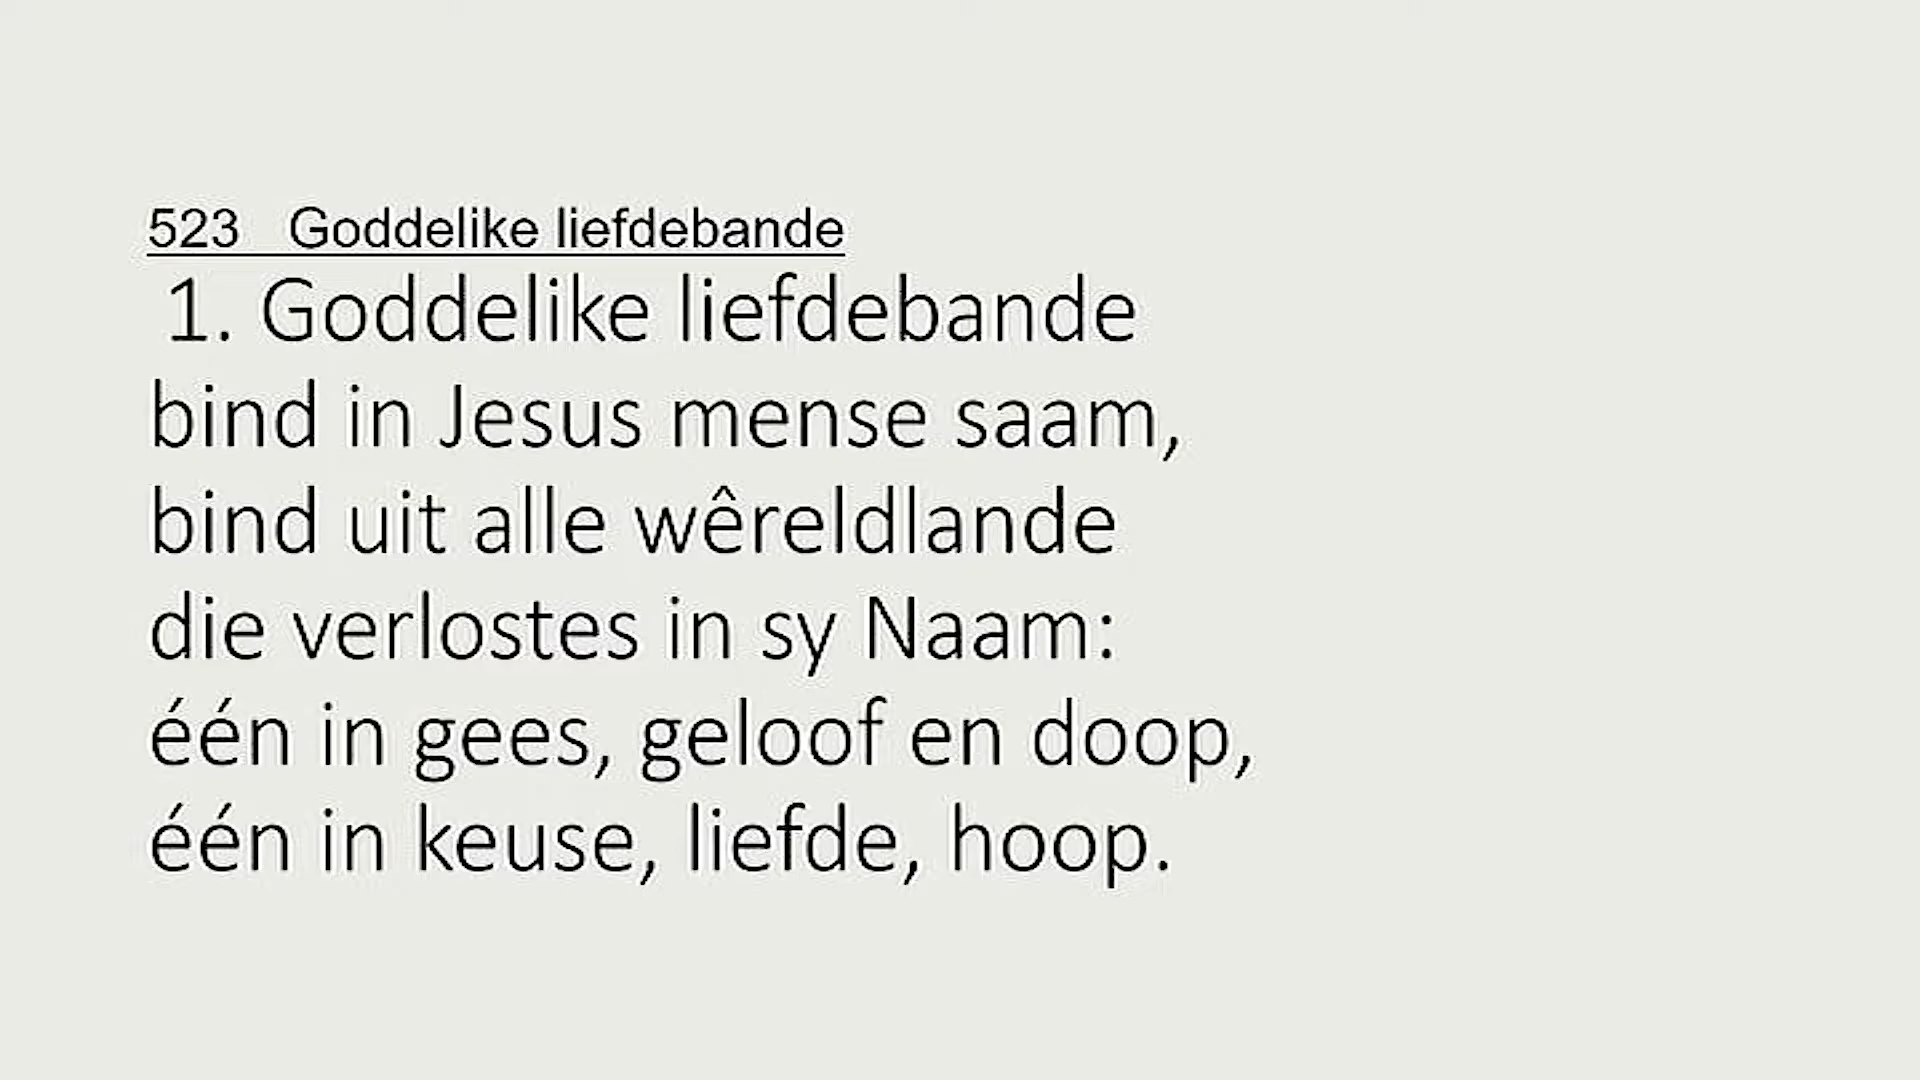 523 Goddelike liefdebande
1. Goddelike liefdebande
bind in Jesus mense saam,
bind uit alle wêreldlande
die verlostes in sy Naam:
één in gees, geloof en doop,
één in keuse, liefde, hoop.